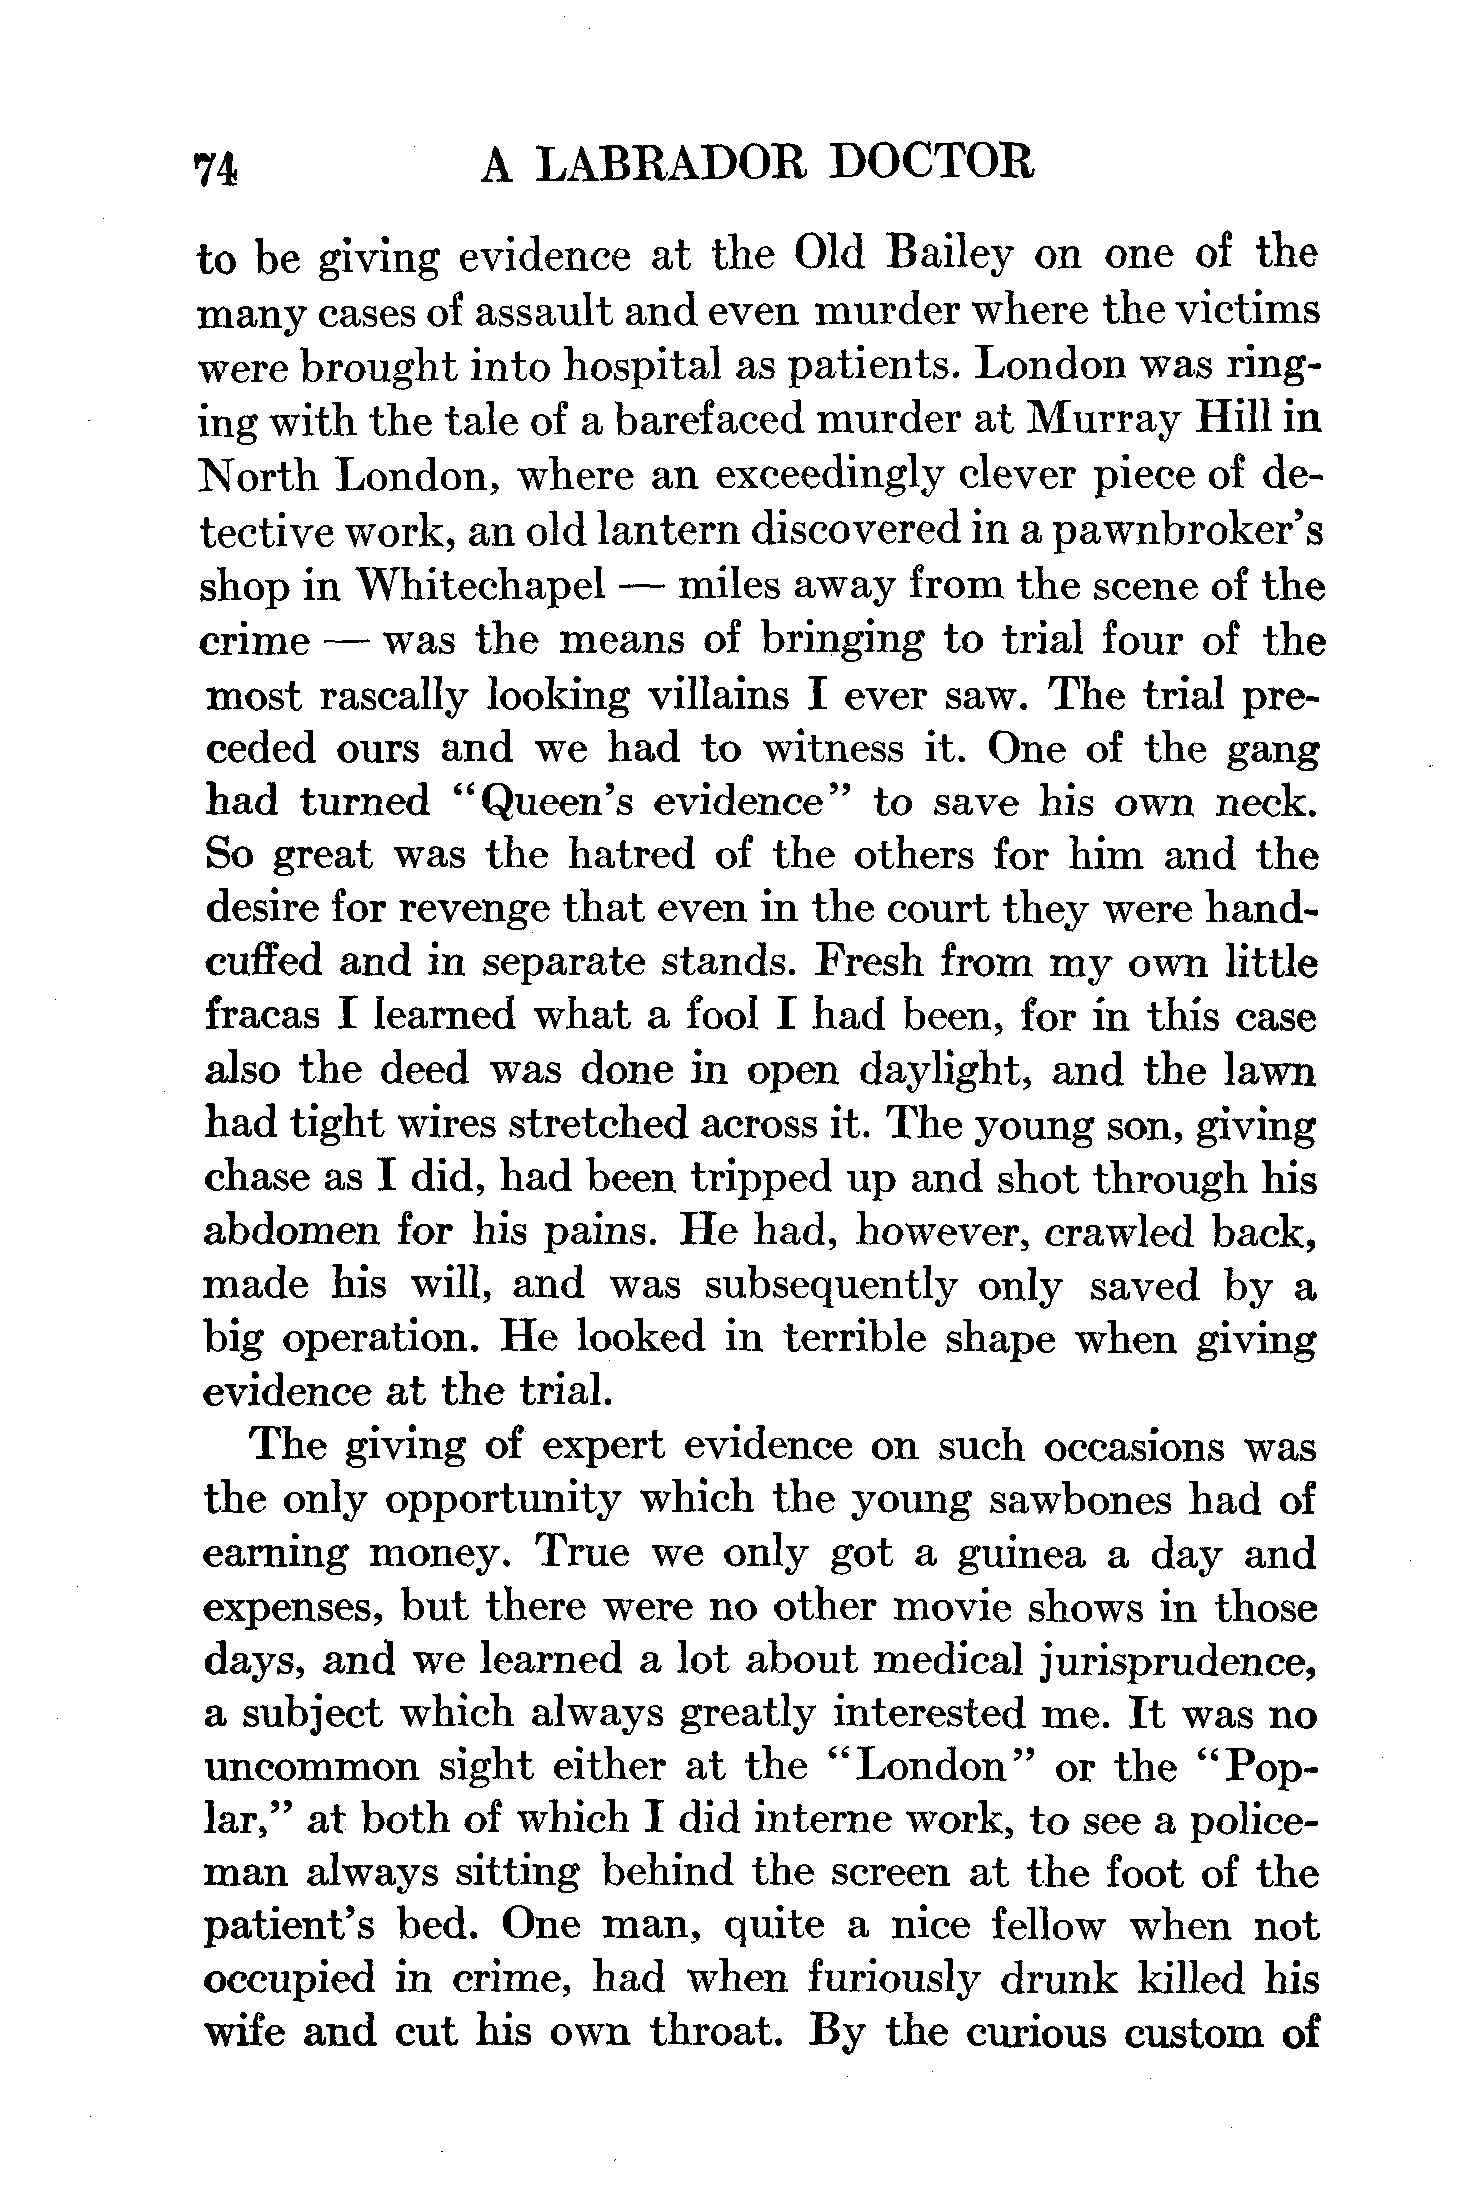 74 A LABRADOR DOCTOR
to be giving evidence at the Old Bailey on one of the
many cases of assault and even murder where the victims
were brought into hospital as patients. London was ring-
ing with the tale of a barefaced murder at Murray Hill in
North London, where an exceedingly clever piece of de-
tective work, an old lantern discovered in a pawnbroker's
shop in Whitechapel — miles away from the scene of the
crime — was the means of bringing to trial four of the
most rascally looking villains I ever saw. The trial pre-
ceded ours and we had to witness it. One of the gang
had turned “Queen's evidence” to save his own neck.
So great was the hatred of the others for him and the
desire for revenge that even in the court they were hand-
cuffed and in separate stands. Fresh from my own little
fracas I learned what a fool I had been, for in this case
also the deed was done in open daylight, and the lawn
had tight wires stretched across it. The young son, giving
chase as I did, had been tripped up and shot through his
abdomen for his pains. He had, however, crawled back,
made his will, and was subsequently only saved by a
big operation. He looked in terrible shape when giving
evidence at the trial.
The giving of expert evidence on such occasions was
the only opportunity which the young sawbones had of
earning money. True we only got a guinea a day and
expenses, but there were no other movie shows in those
days, and we learned a lot about medical jurisprudence,
a subject which always greatly interested me. It was no
uncommon sight either at the “London” or the “Pop-
lar,” at both of which I did interne work, to see a police-
man always sitting behind the screen at the foot of the
patient's bed. One man, quite a nice fellow when not
occupied in crime, had when furiously drunk killed his
wife and cut his own throat. By the curious custom of